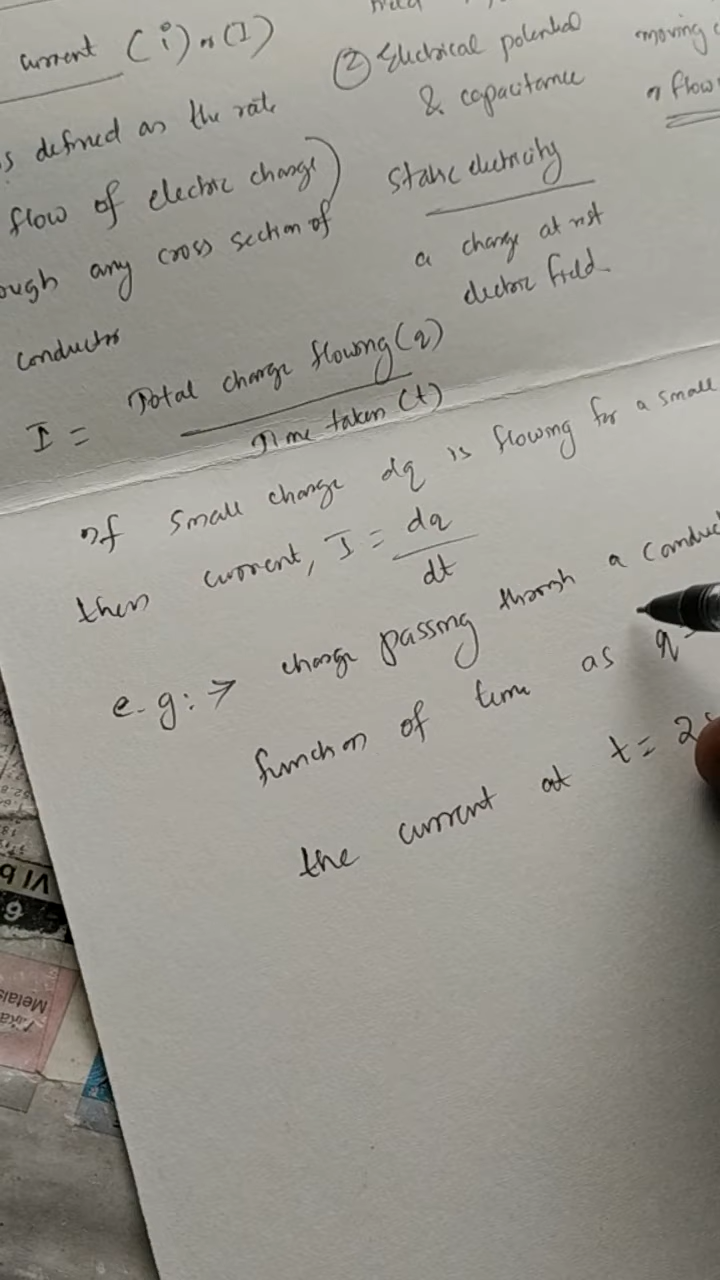 current (i) or (I)
② Electrical potential
& capacitance
moving
flow
s defined as the rate
flow of electric charge)
ough any cross section of
conductor
Static electricity
a charge at rest
electric field
I = Total charge flowing (q)
Time taken (t)
If small charge dq is flowing for a small
then current, I = dq
dt
e.g:→ charge passing through a conduc
function of time as q
the current at t = 2
VI b
6
Metals